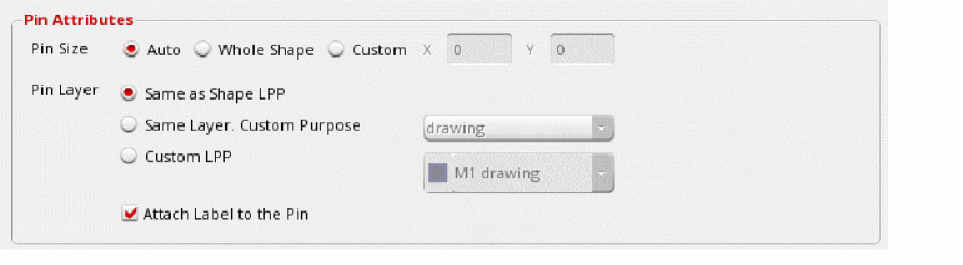 Pin Attributes
Pin Size Auto Whole Shape Custom X 0 Y 0
Pin Layer Same as Shape LPP
Same Layer. Custom Purpose drawing
Custom LPP M1 drawing
Attach Label to the Pin